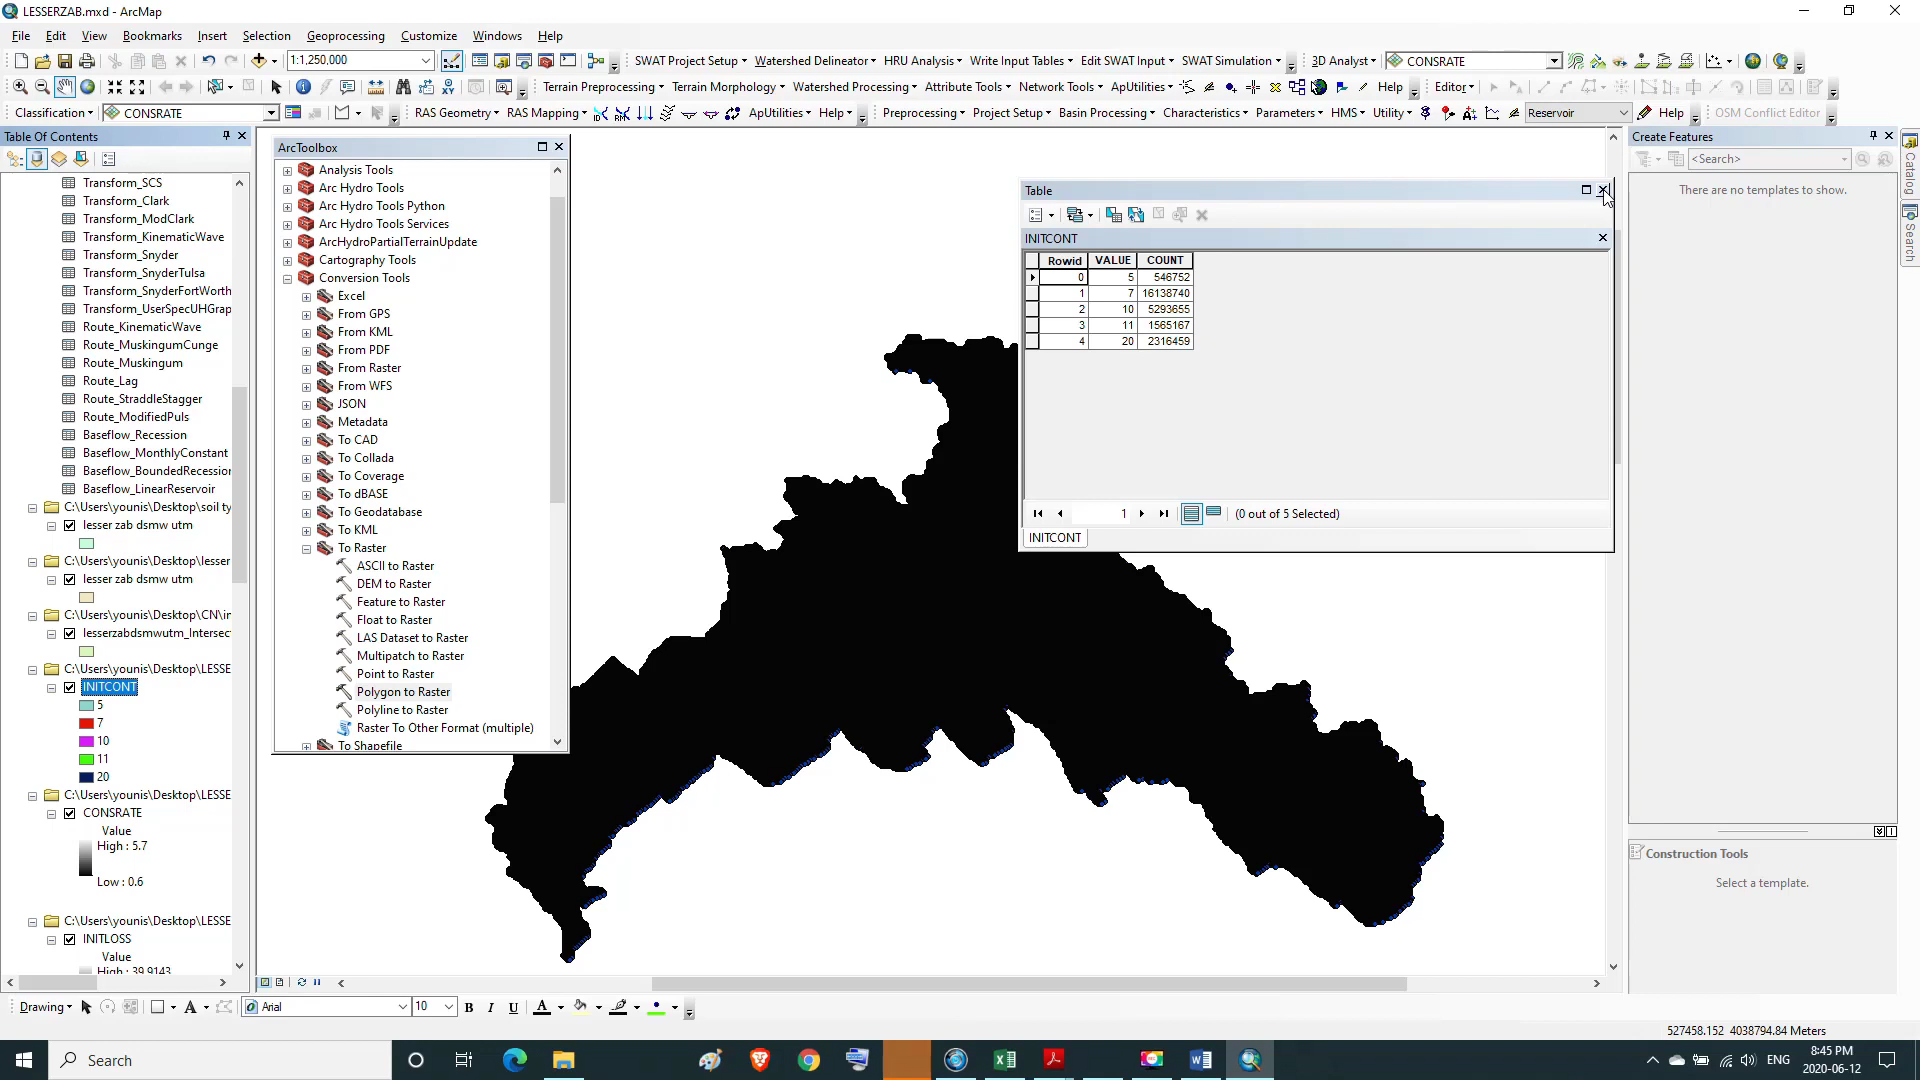 LESSERZAB.mxd - ArcMap
File Edit View Bookmarks Insert Selection Geoprocessing Customize Windows Help
1:1,250,000 SWAT Project Setup Watershed Delineator HRU Analysis Write Input Tables Edit SWAT Input SWAT Simulation 3D Analyst CONSRATE
Terrain Preprocessing Terrain Morphology Watershed Processing Attribute Tools Network Tools ApUtilities Help Editor
Classification CONSRATE RAS Geometry RAS Mapping ApUtilities Help Preprocessing Project Setup Basin Processing Characteristics Parameters HMS Utility Reservoir Help OSM Conflict Editor
Table Of Contents
Transform_SCS
Transform_Clark
Transform_ModClark
Transform_KinematicWave
Transform_Snyder
Transform_SnyderTulsa
Transform_SnyderFortWorth
Transform_UserSpecUHGrap
Route_KinematicWave
Route_MuskingumCunge
Route_Muskingum
Route_Lag
Route_StraddleStagger
Route_ModifiedPuls
Baseflow_Recession
Baseflow_MonthlyConstant
Baseflow_BoundedRecession
Baseflow_LinearReservoir
C:\Users\younis\Desktop\soil ty
lesser zab dsmw utm
C:\Users\younis\Desktop\lesser
lesser zab dsmw utm
C:\Users\younis\Desktop\CN\in
lesserzabdsmwutm_Intersec
C:\Users\younis\Desktop\LESSE
INITCONT
5
7
10
11
20
C:\Users\younis\Desktop\LESSE
CONSRATE
Value
High : 5.7
Low : 0.6
C:\Users\younis\Desktop\LESSE
INITLOSS
Value
High : 39.9143
ArcToolbox
Analysis Tools
Arc Hydro Tools
Arc Hydro Tools Python
Arc Hydro Tools Services
ArcHydroPartialTerrainUpdate
Cartography Tools
Conversion Tools
Excel
From GPS
From KML
From PDF
From Raster
From WFS
JSON
Metadata
To CAD
To Collada
To Coverage
To dBASE
To Geodatabase
To KML
To Raster
ASCII to Raster
DEM to Raster
Feature to Raster
Float to Raster
LAS Dataset to Raster
Multipatch to Raster
Point to Raster
Polygon to Raster
Polyline to Raster
Raster To Other Format (multiple)
To Shapefile
Table
INITCONT
Rowid VALUE COUNT
0 5 546752
1 7 16138740
2 10 5293655
3 11 1565167
4 20 2316459
1 (0 out of 5 Selected)
INITCONT
Create Features
<Search>
There are no templates to show.
Construction Tools
Select a template.
Catalog
Search
Drawing Arial 10 B I U A
527458.152 4038794.84 Meters
Search
ENG
8:45 PM
2020-06-12